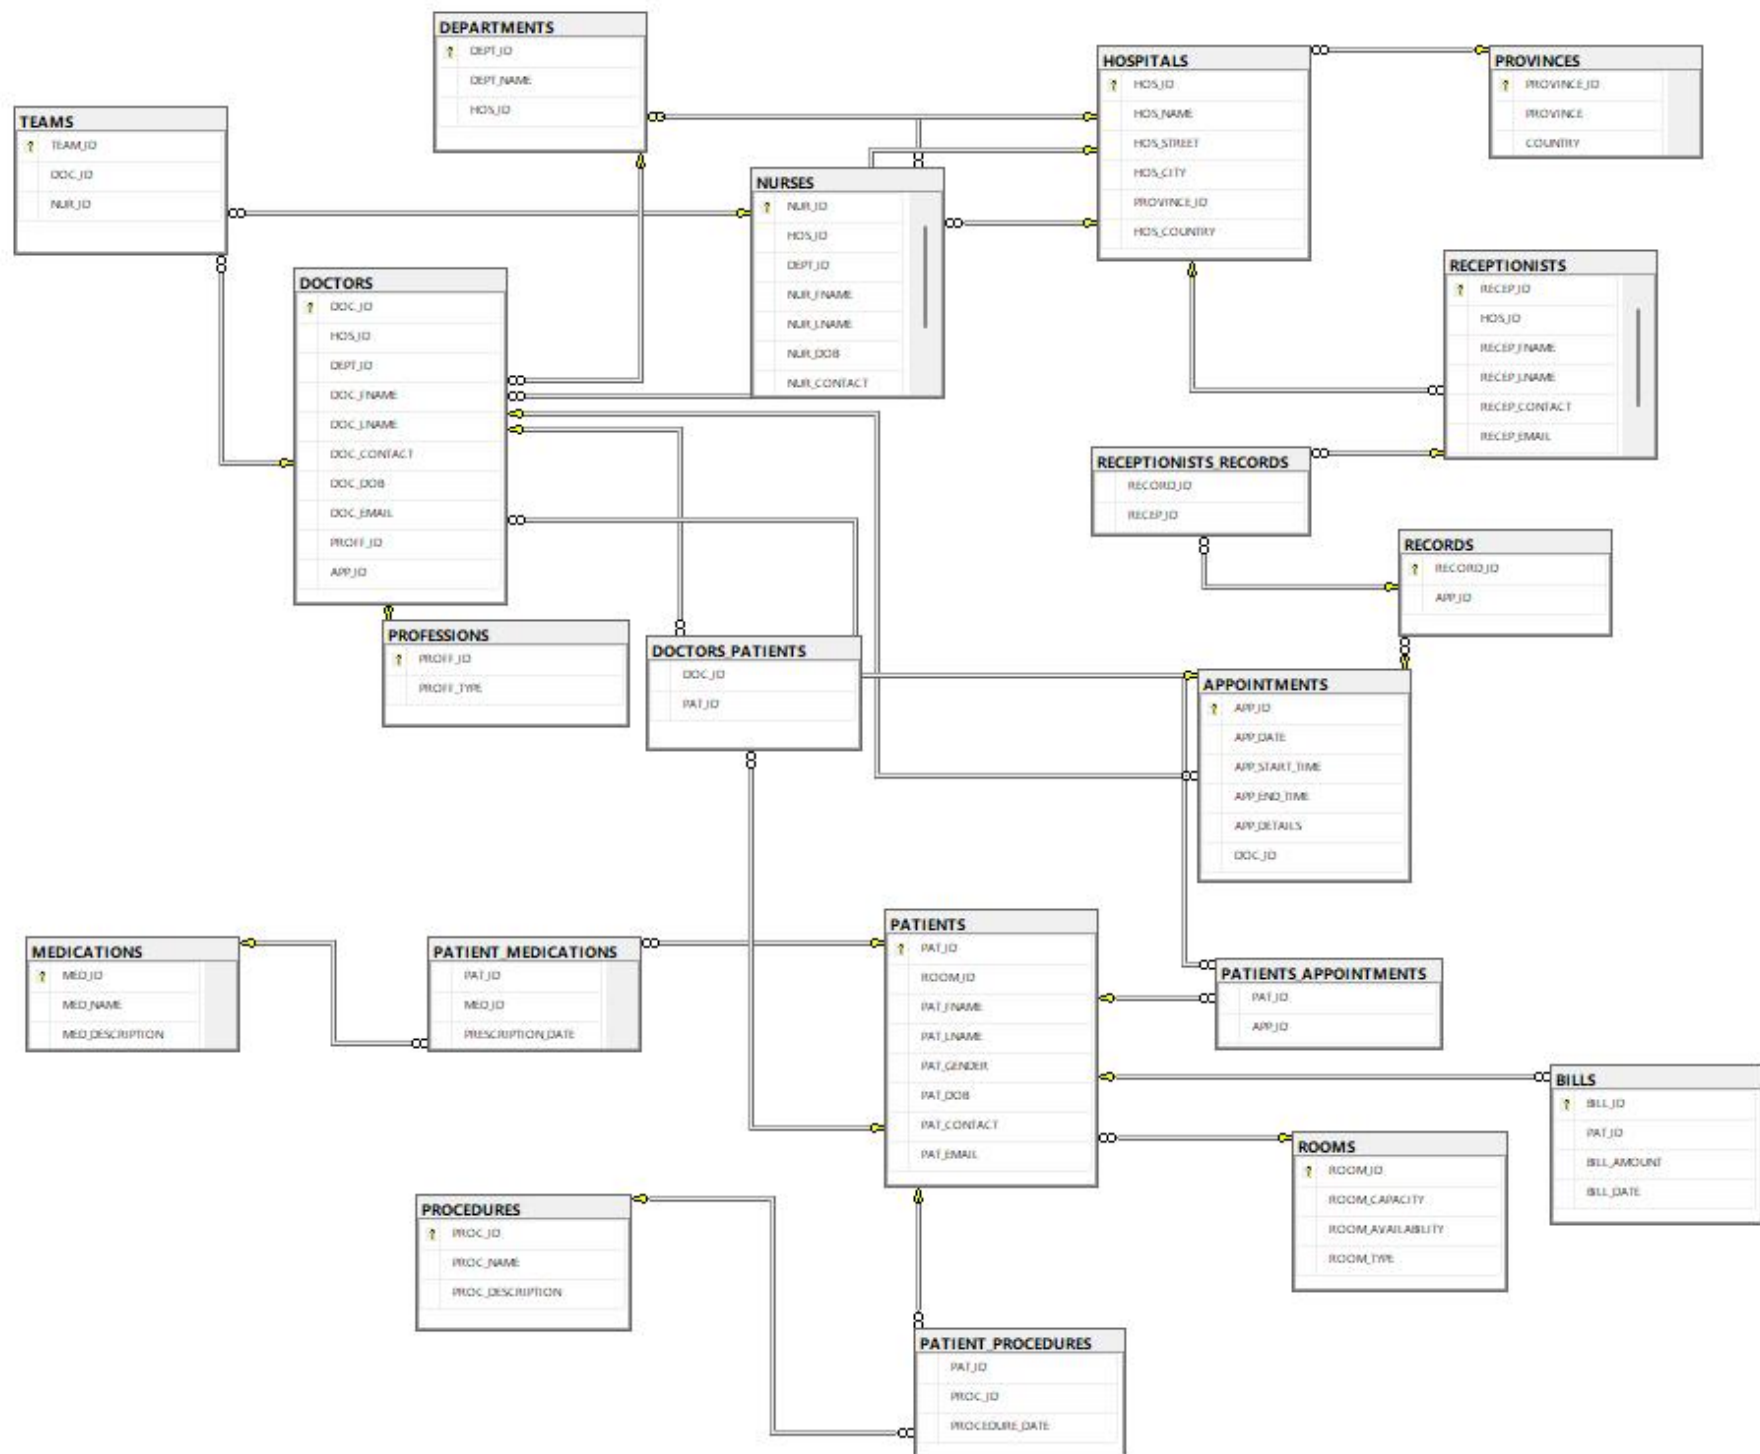 DEPARTMENTS
DEPT_ID
DEPT_NAME
HOS_ID
HOSPITALS
HOS_ID
HOS_NAME
HOS_STREET
HOS_CITY
PROVINCE_ID
HOS_COUNTRY
PROVINCES
PROVINCE_ID
PROVINCE
COUNTRY
TEAMS
TEAM_ID
DOC_ID
NUR_ID
NURSES
NUR_ID
HOS_ID
DEPT_ID
NUR_FNAME
NUR_LNAME
NUR_DOB
NUR_CONTACT
RECEPTIONISTS
RECEP_ID
HOS_ID
RECEP_FNAME
RECEP_LNAME
RECEP_CONTACT
RECEP_EMAIL
DOCTORS
DOC_ID
HOS_ID
DEPT_ID
DOC_FNAME
DOC_LNAME
DOC_CONTACT
DOC_DOB
DOC_EMAIL
PROFF_ID
APP_ID
RECEPTIONISTS_RECORDS
RECORD_ID
RECEP_ID
RECORDS
RECORD_ID
APP_ID
PROFESSIONS
PROFF_ID
PROFF_TYPE
DOCTORS_PATIENTS
DOC_ID
PAT_ID
APPOINTMENTS
APP_ID
APP_DATE
APP_START_TIME
APP_END_TIME
APP_DETAILS
DOC_ID
MEDICATIONS
MED_ID
MED_NAME
MED_DESCRIPTION
PATIENT_MEDICATIONS
PAT_ID
MED_ID
PRESCRIPTION_DATE
PATIENTS
PAT_ID
ROOM_ID
PAT_FNAME
PAT_LNAME
PAT_GENDER
PAT_DOB
PAT_CONTACT
PAT_EMAIL
PATIENTS_APPOINTMENTS
PAT_ID
APP_ID
BILLS
BILL_ID
PAT_ID
BILL_AMOUNT
BILL_DATE
ROOMS
ROOM_ID
ROOM_CAPACITY
ROOM_AVAILABILITY
ROOM_TYPE
PROCEDURES
PROC_ID
PROC_NAME
PROC_DESCRIPTION
PATIENT_PROCEDURES
PAT_ID
PROC_ID
PROCEDURE_DATE